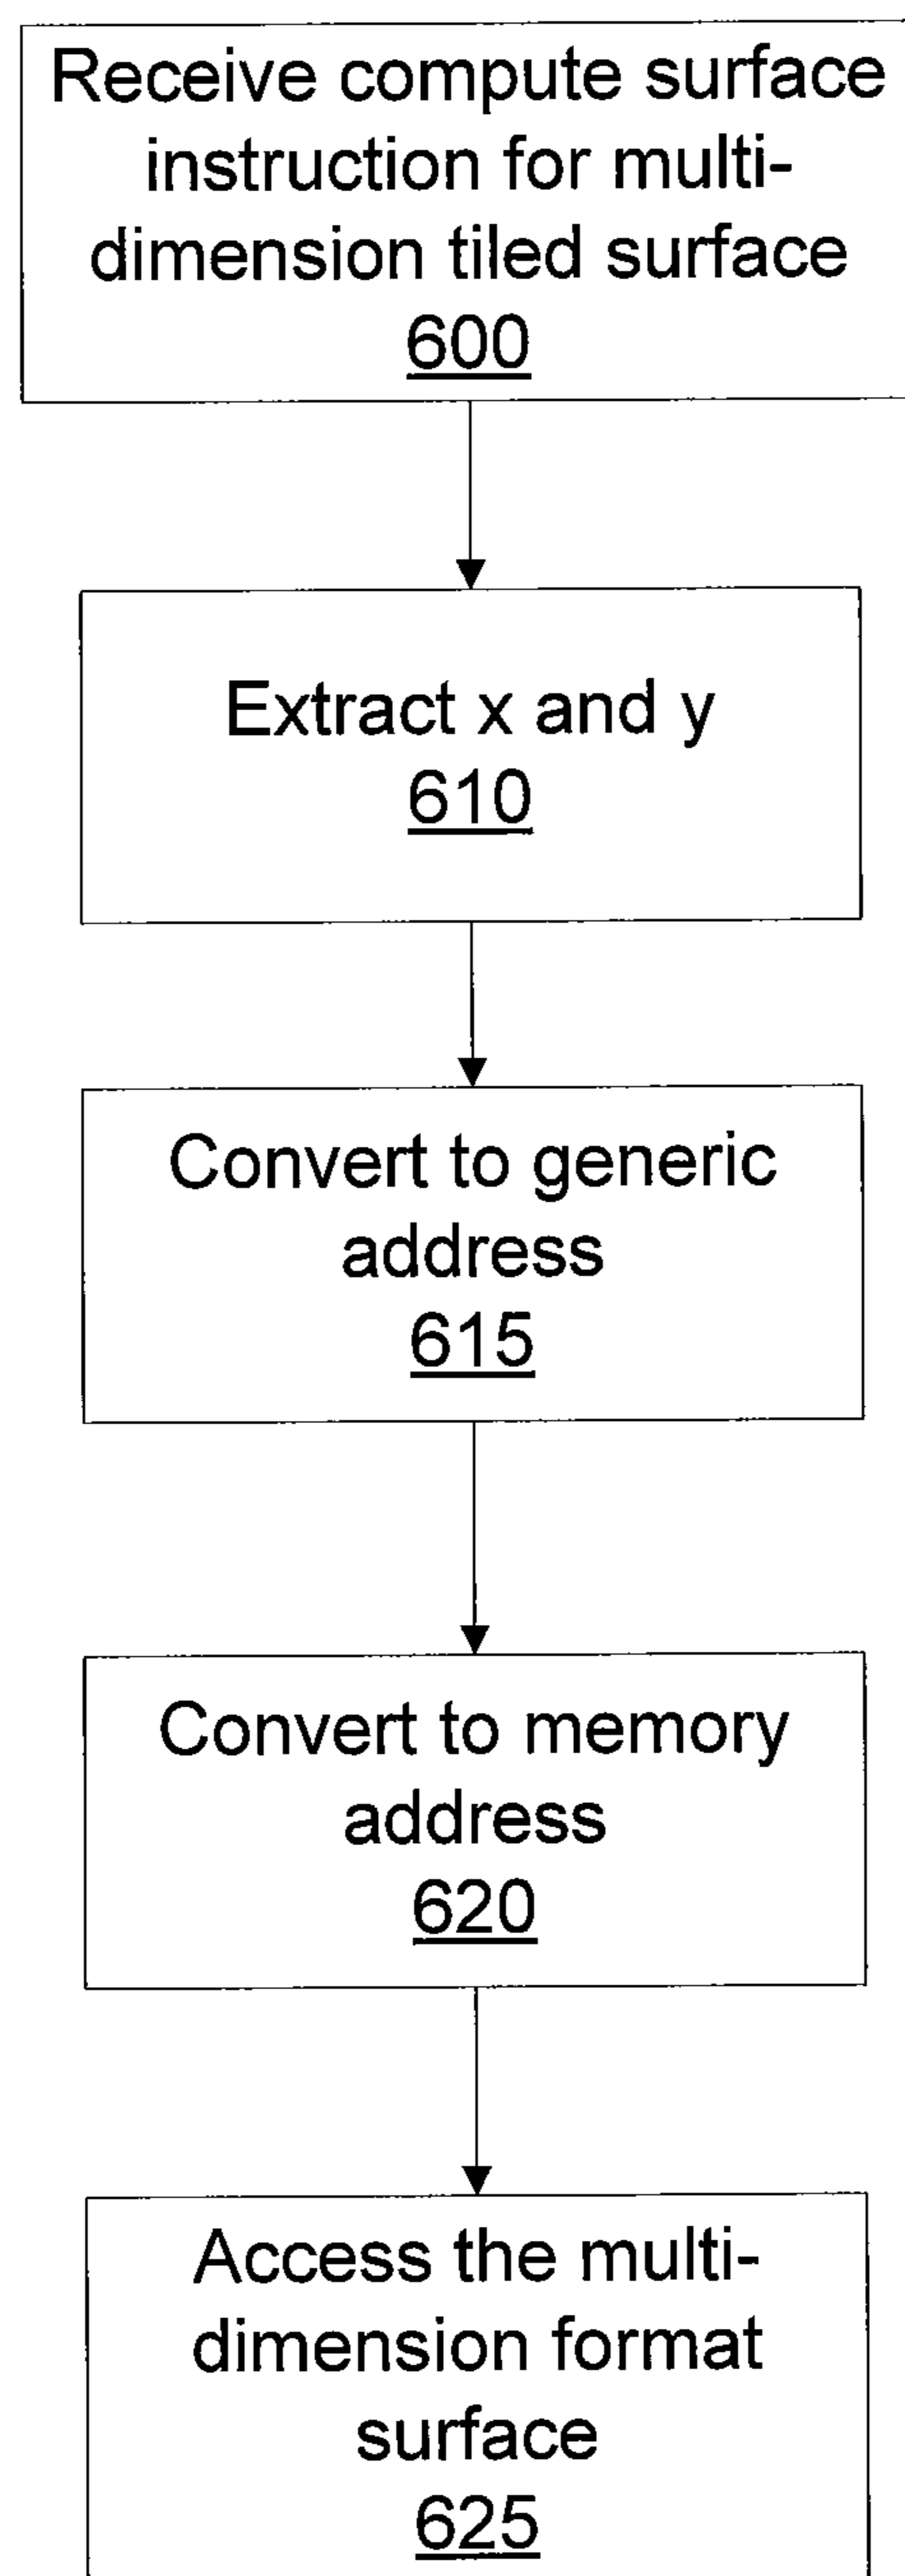 Receive compute surface
instruction for multi-
dimension tiled surface
600
Extract x and y
610
Convert to generic
address
615
Convert to memory
address
620
Access the multi-
dimension format
surface
625